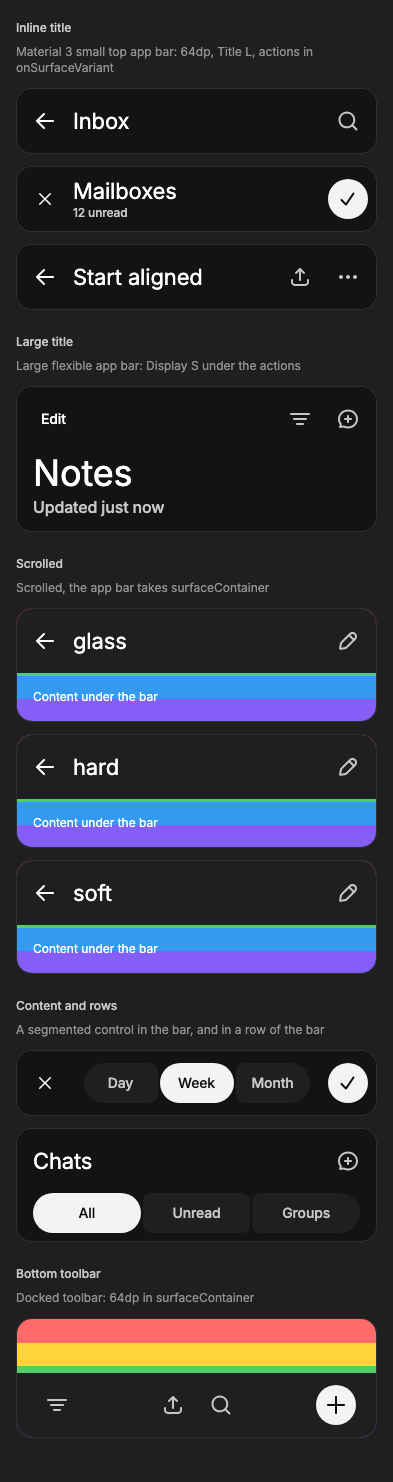 Inline title
Material 3 small top app bar: 64dp, Title L, actions in
onSurfaceVariant
Inbox
Mailboxes
12 unread
Start aligned
Large title
Large flexible app bar: Display S under the actions
Edit
Notes
Updated just now
Scrolled
Scrolled, the app bar takes surfaceContainer
glass
Content under the bar
hard
Content under the bar
soft
Content under the bar
Content and rows
A segmented control in the bar, and in a row of the bar
Day Week Month
Chats
All Unread Groups
Bottom toolbar
Docked toolbar: 64dp in surfaceContainer